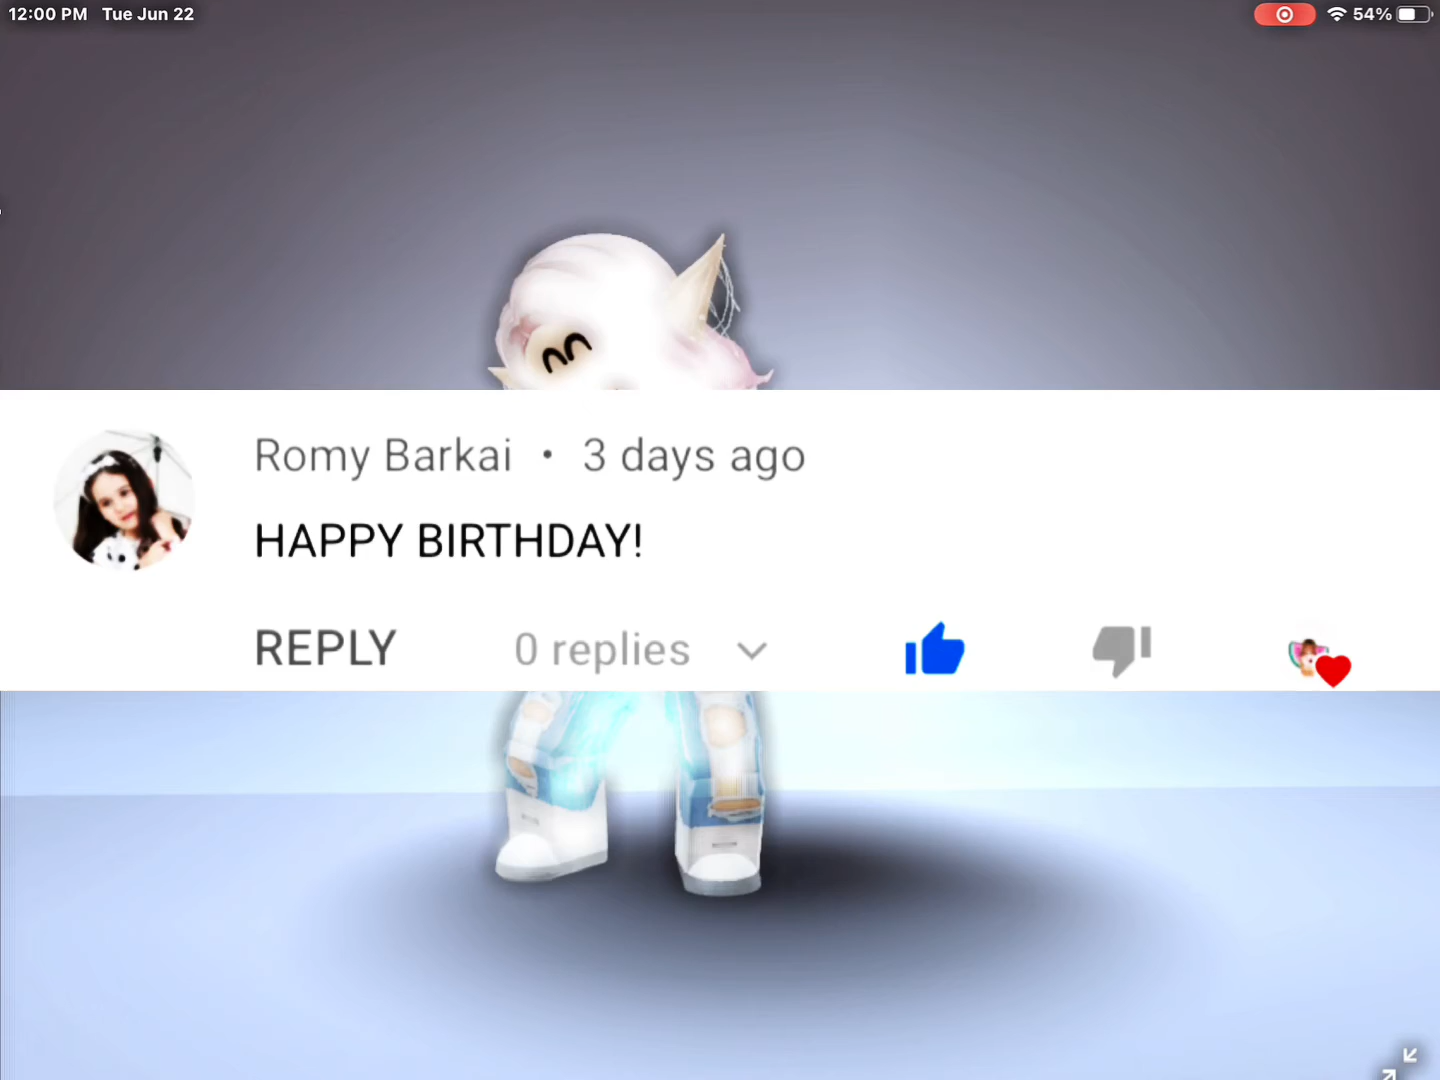 12:00 PM Tue Jun 22
54%
Romy Barkai • 3 days ago
HAPPY BIRTHDAY!
REPLY 0 replies